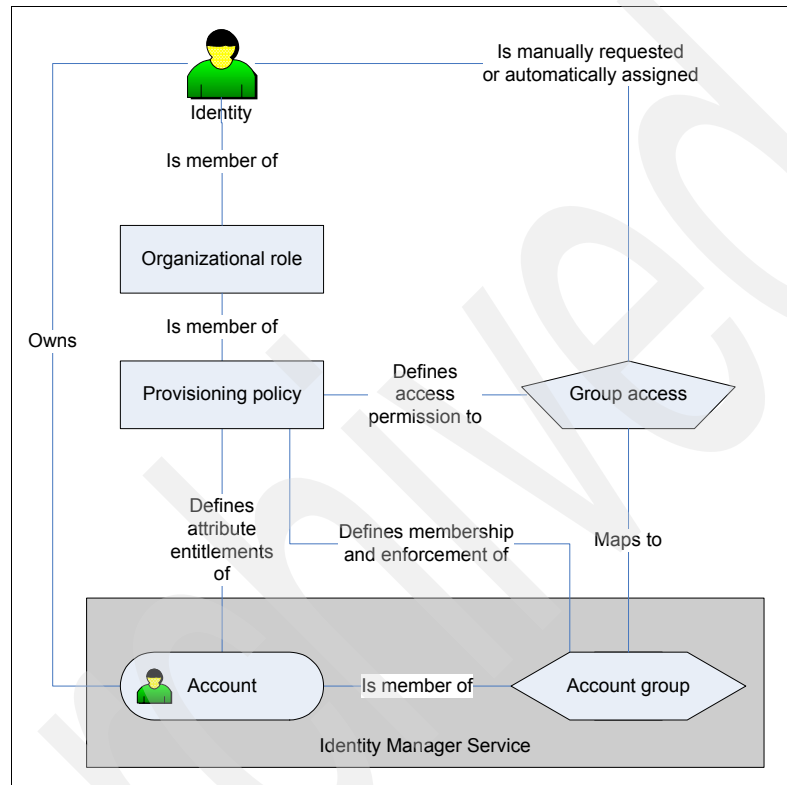 Identity
Is manually requested
or automatically assigned
Is member of
Organizational role
Is member of
Owns
Provisioning policy
Defines
access
permission to
Group access
Defines
attribute
entitlements
of
Defines membership
and enforcement of
Maps to
Account
Is member of
Account group
Identity Manager Service